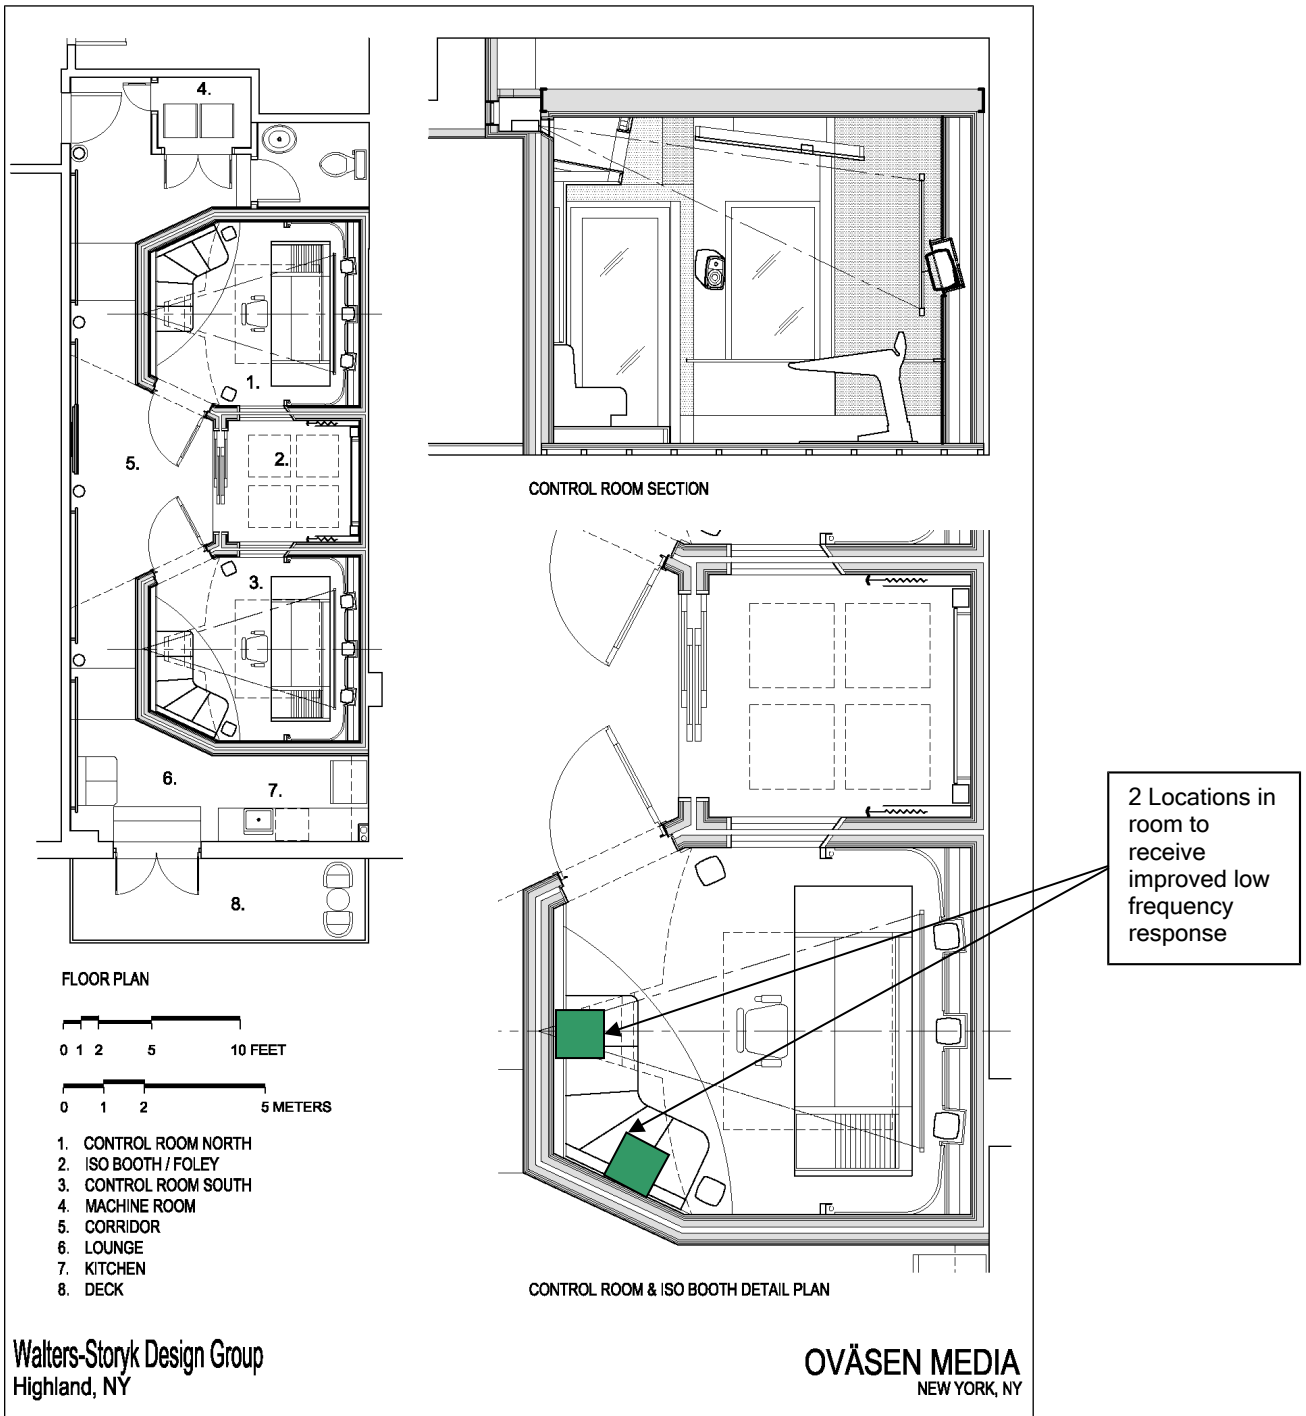 4.
1.
5.
2.
3.
6.
7.
8.
FLOOR PLAN
0 1 2 5 10 FEET
0 1 2 5 METERS
1. CONTROL ROOM NORTH
2. ISO BOOTH / FOLEY
3. CONTROL ROOM SOUTH
4. MACHINE ROOM
5. CORRIDOR
6. LOUNGE
7. KITCHEN
8. DECK
CONTROL ROOM SECTION
CONTROL ROOM & ISO BOOTH DETAIL PLAN
2 Locations in
room to
receive
improved low
frequency
response
Walters-Storyk Design Group
Highland, NY
OVÄSEN MEDIA
NEW YORK, NY